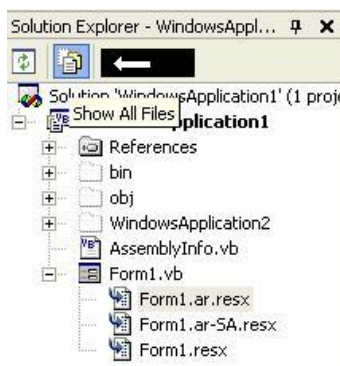 Solution Explorer - WindowsAppl...
Solution 'WindowsApplication1' (1 proje
Show All Files
pplication1
References
bin
obj
WindowsApplication2
AssemblyInfo.vb
Form1.vb
Form1.ar.resx
Form1.ar-SA.resx
Form1.resx